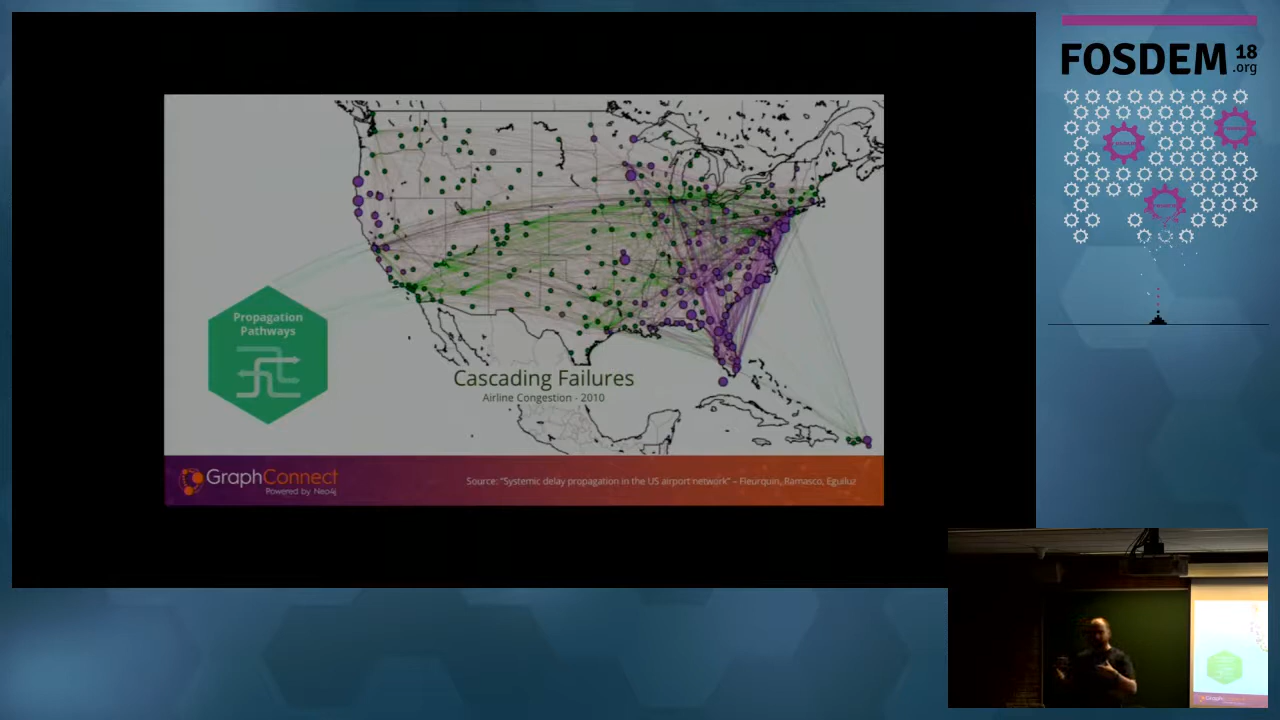 FOSDEM 18
.org
Propagation
Pathways
Cascading Failures
Airline Congestion - 2010
GraphConnect
Powered by Neo4j
Source: "Systemic delay propagation in the US airport network" – Fleurquin, Ramasco, Eguiluz